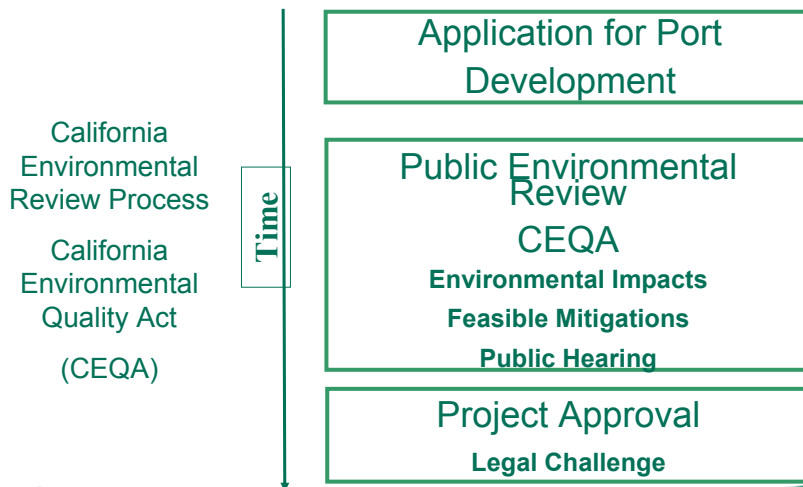 California
Environmental
Review Process
California
Environmental
Quality Act
(CEQA)
Time
Application for Port
Development
Public Environmental
Review
CEQA
Environmental Impacts
Feasible Mitigations
Public Hearing
Project Approval
Legal Challenge